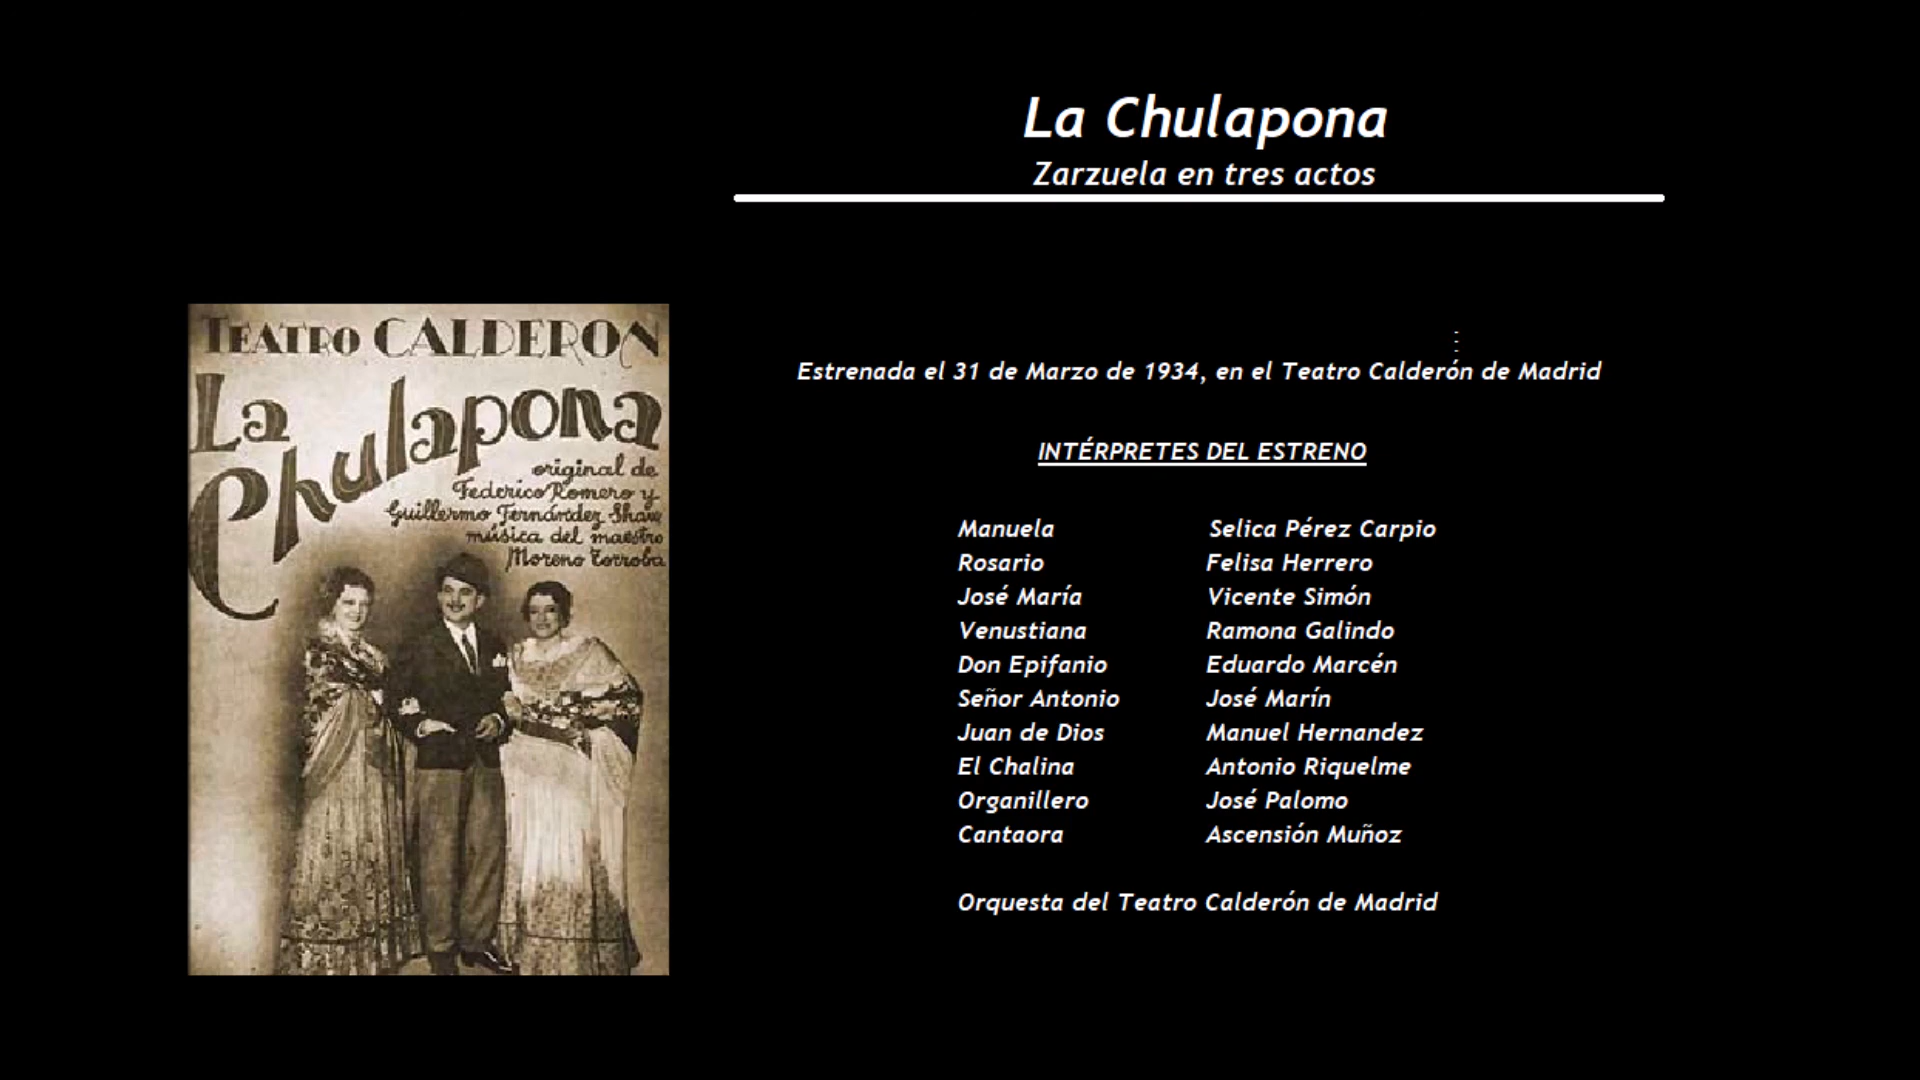 La Chulapona
Zarzuela en tres actos
TEATRO CALDERON
La
Chulapona
original de
Federico Romero y
Guillermo Fernández Shaw
música del maestro
Moreno Torroba
Estrenada el 31 de Marzo de 1934, en el Teatro Calderón de Madrid
INTÉRPRETES DEL ESTRENO
Manuela Selica Pérez Carpio
Rosario Felisa Herrero
José María Vicente Simón
Venustiana Ramona Galindo
Don Epifanio Eduardo Marcén
Señor Antonio José Marín
Juan de Dios Manuel Hernandez
El Chalina Antonio Riquelme
Organillero José Palomo
Cantaora Ascensión Muñoz
Orquesta del Teatro Calderón de Madrid